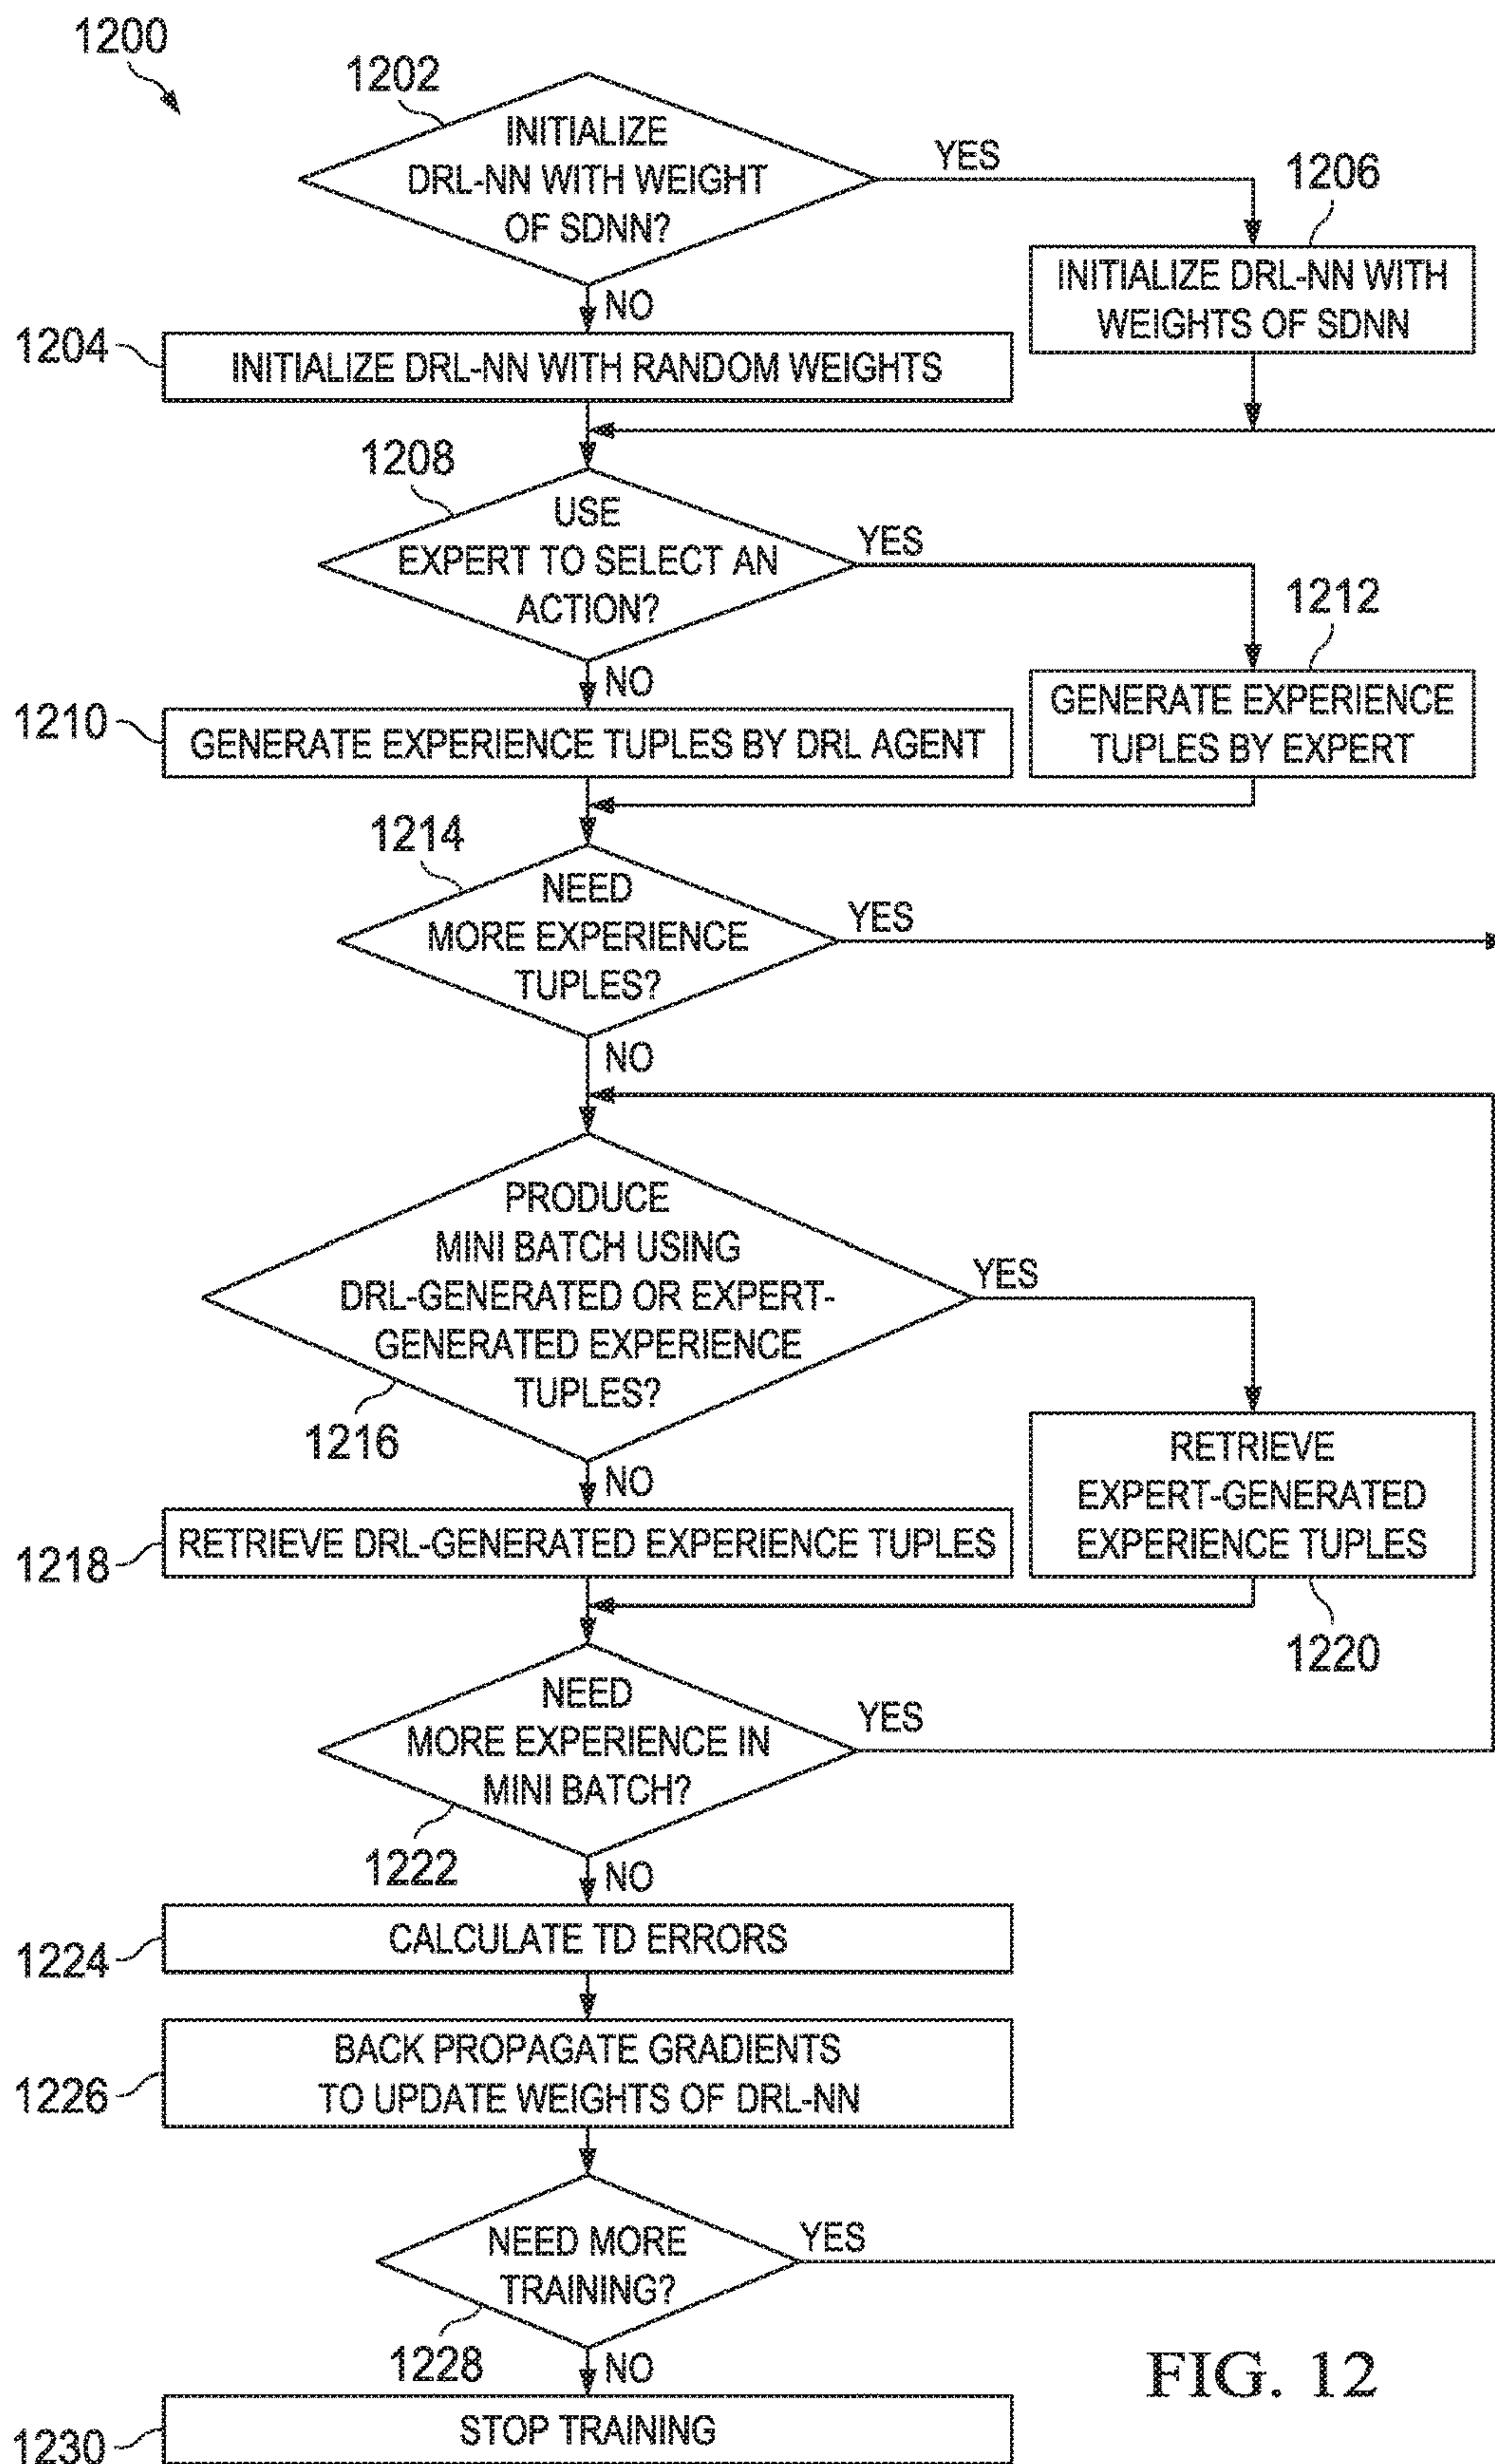 1200
1202
INITIALIZE
DRL-NN WITH WEIGHT
OF SDNN?
YES
1206
INITIALIZE DRL-NN WITH
WEIGHTS OF SDNN
NO
1204
INITIALIZE DRL-NN WITH RANDOM WEIGHTS
1208
USE
EXPERT TO SELECT AN
ACTION?
YES
1212
GENERATE EXPERIENCE
TUPLES BY EXPERT
NO
1210
GENERATE EXPERIENCE TUPLES BY DRL AGENT
1214
NEED
MORE EXPERIENCE
TUPLES?
YES
NO
PRODUCE
MINI BATCH USING
DRL-GENERATED OR EXPERT-
GENERATED EXPERIENCE
TUPLES?
YES
1216
NO
RETRIEVE
EXPERT-GENERATED
EXPERIENCE TUPLES
1218
RETRIEVE DRL-GENERATED EXPERIENCE TUPLES
1220
NEED
MORE EXPERIENCE IN
MINI BATCH?
YES
1222
NO
1224
CALCULATE TD ERRORS
1226
BACK PROPAGATE GRADIENTS
TO UPDATE WEIGHTS OF DRL-NN
NEED MORE
TRAINING?
YES
1228
NO
1230
STOP TRAINING
FIG. 12